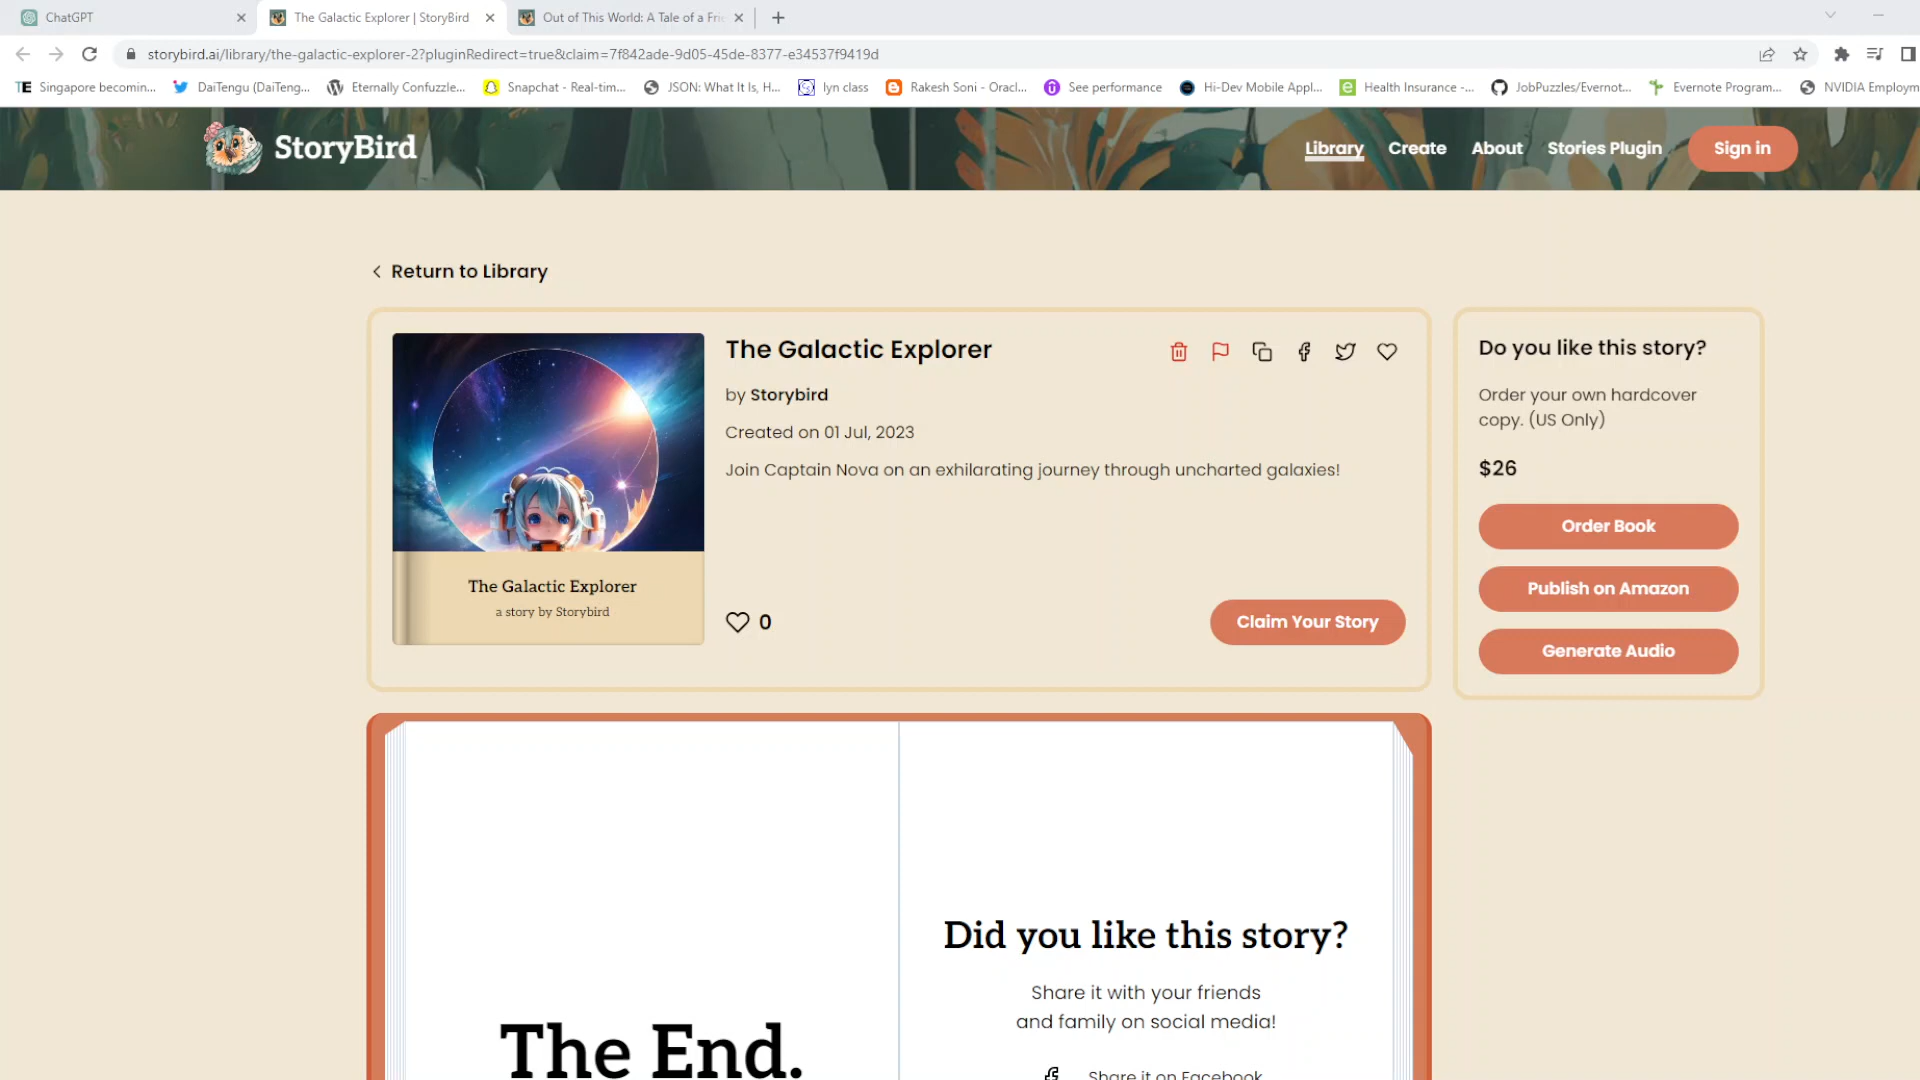 ChatGPT
The Galactic Explorer | StoryBird
Out of This World: A Tale of a Frie
storybird.ai/library/the-galactic-explorer-2?pluginRedirect=true&claim=7f842ade-9d05-45de-8377-e34537f9419d
TE Singapore becomin...
DaiTengu (DaiTeng...
Eternally Confuzzle...
Snapchat - Real-tim...
JSON: What It Is, H...
lyn class
Rakesh Soni - Oracl...
See performance
Hi-Dev Mobile Appl...
Health Insurance -...
JobPuzzles/Evernot...
Evernote Program...
NVIDIA Employm
StoryBird
Library
Create
About
Stories Plugin
Sign in
Return to Library
The Galactic Explorer
by Storybird
Created on 01 Jul, 2023
Join Captain Nova on an exhilarating journey through uncharted galaxies!
The Galactic Explorer
a story by Storybird
0
Claim Your Story
Do you like this story?
Order your own hardcover
copy. (US Only)
$26
Order Book
Publish on Amazon
Generate Audio
The End.
Did you like this story?
Share it with your friends
and family on social media!
Share it on Facebook